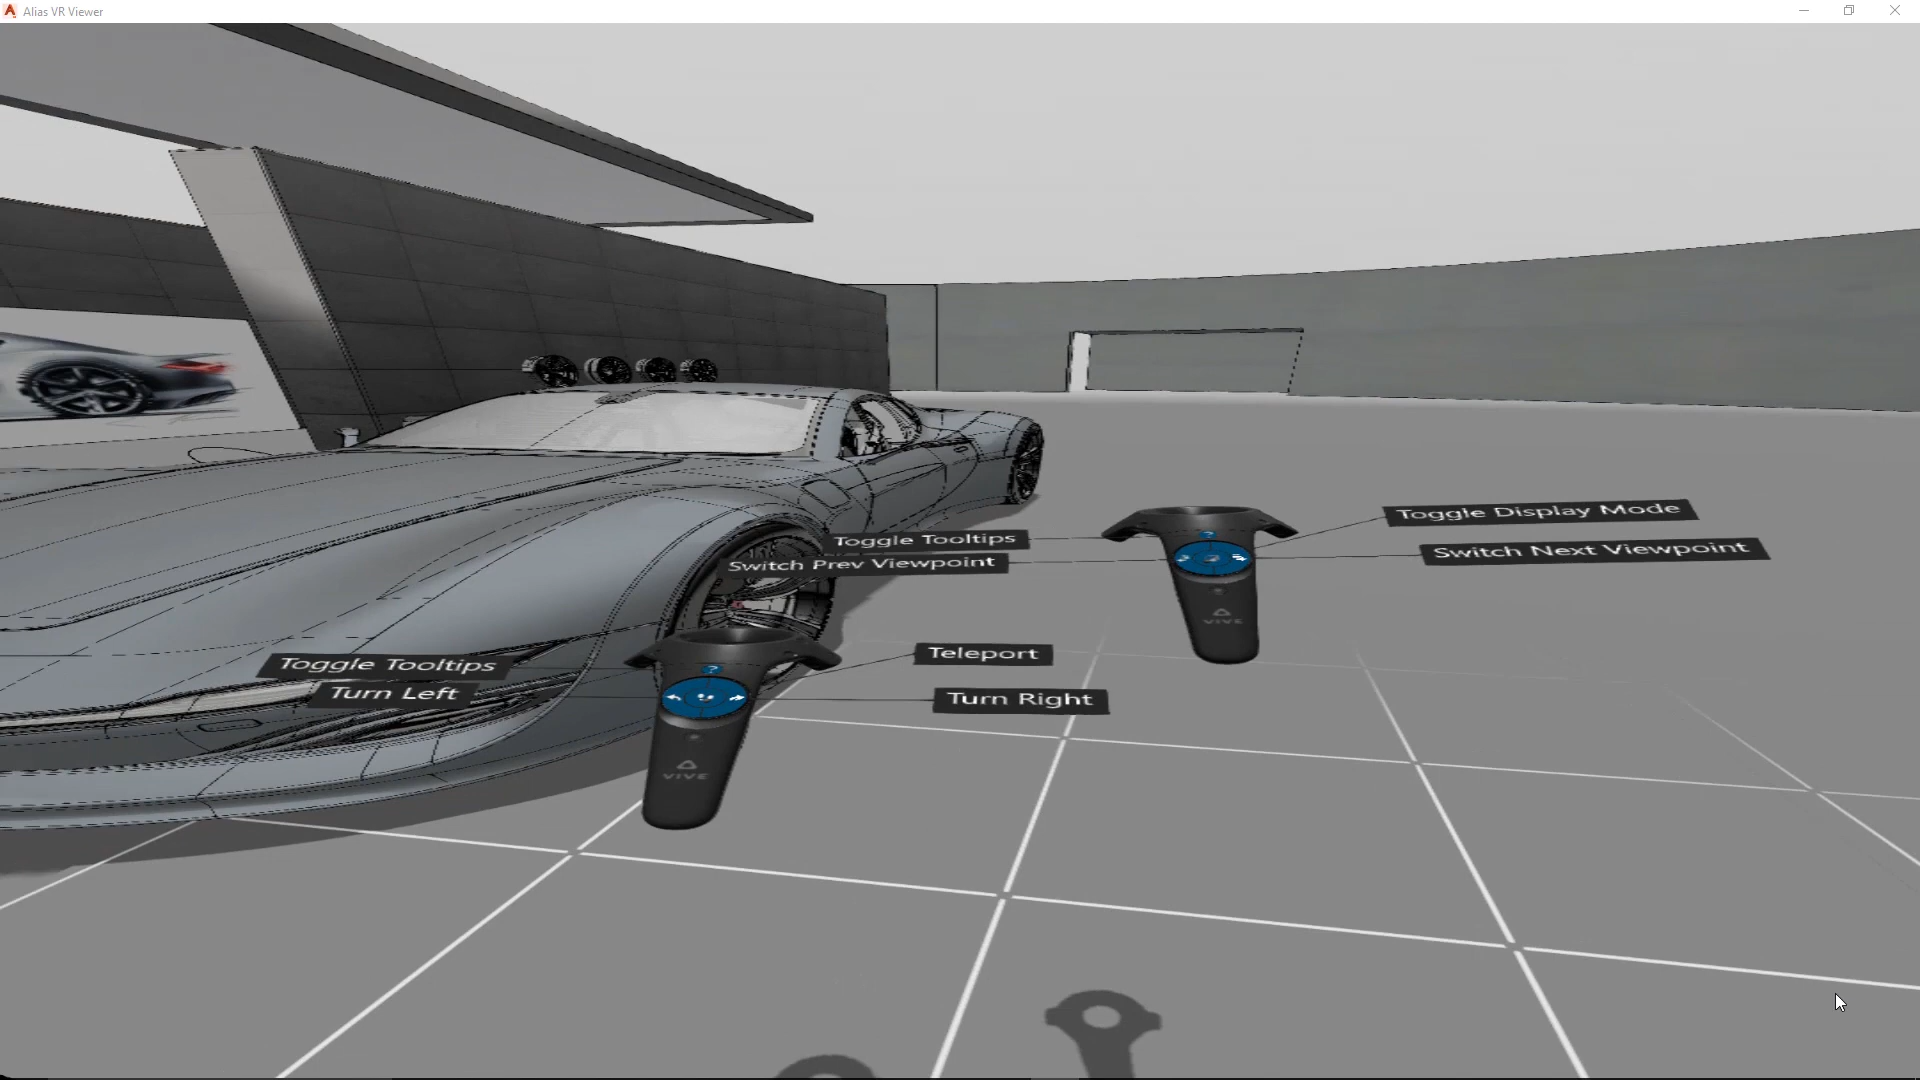 Alias VR Viewer
Toggle Display Mode
Toggle Tooltips
Switch Next Viewpoint
Switch Prev Viewpoint
VIVE
Teleport
Toggle Tooltips
Turn Left
Turn Right
VIVE